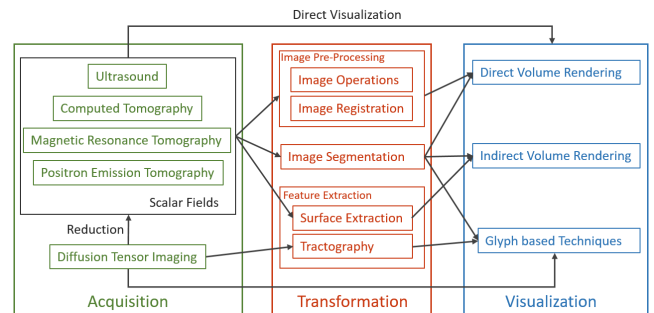 Direct Visualization
Ultrasound
Computed Tomography
Magnetic Resonance Tomography
Positron Emission Tomography
Scalar Fields
Reduction
Diffusion Tensor Imaging
Acquisition
Image Pre-Processing
Image Operations
Image Registration
Image Segmentation
Feature Extraction
Surface Extraction
Tractography
Transformation
Direct Volume Rendering
Indirect Volume Rendering
Glyph based Techniques
Visualization